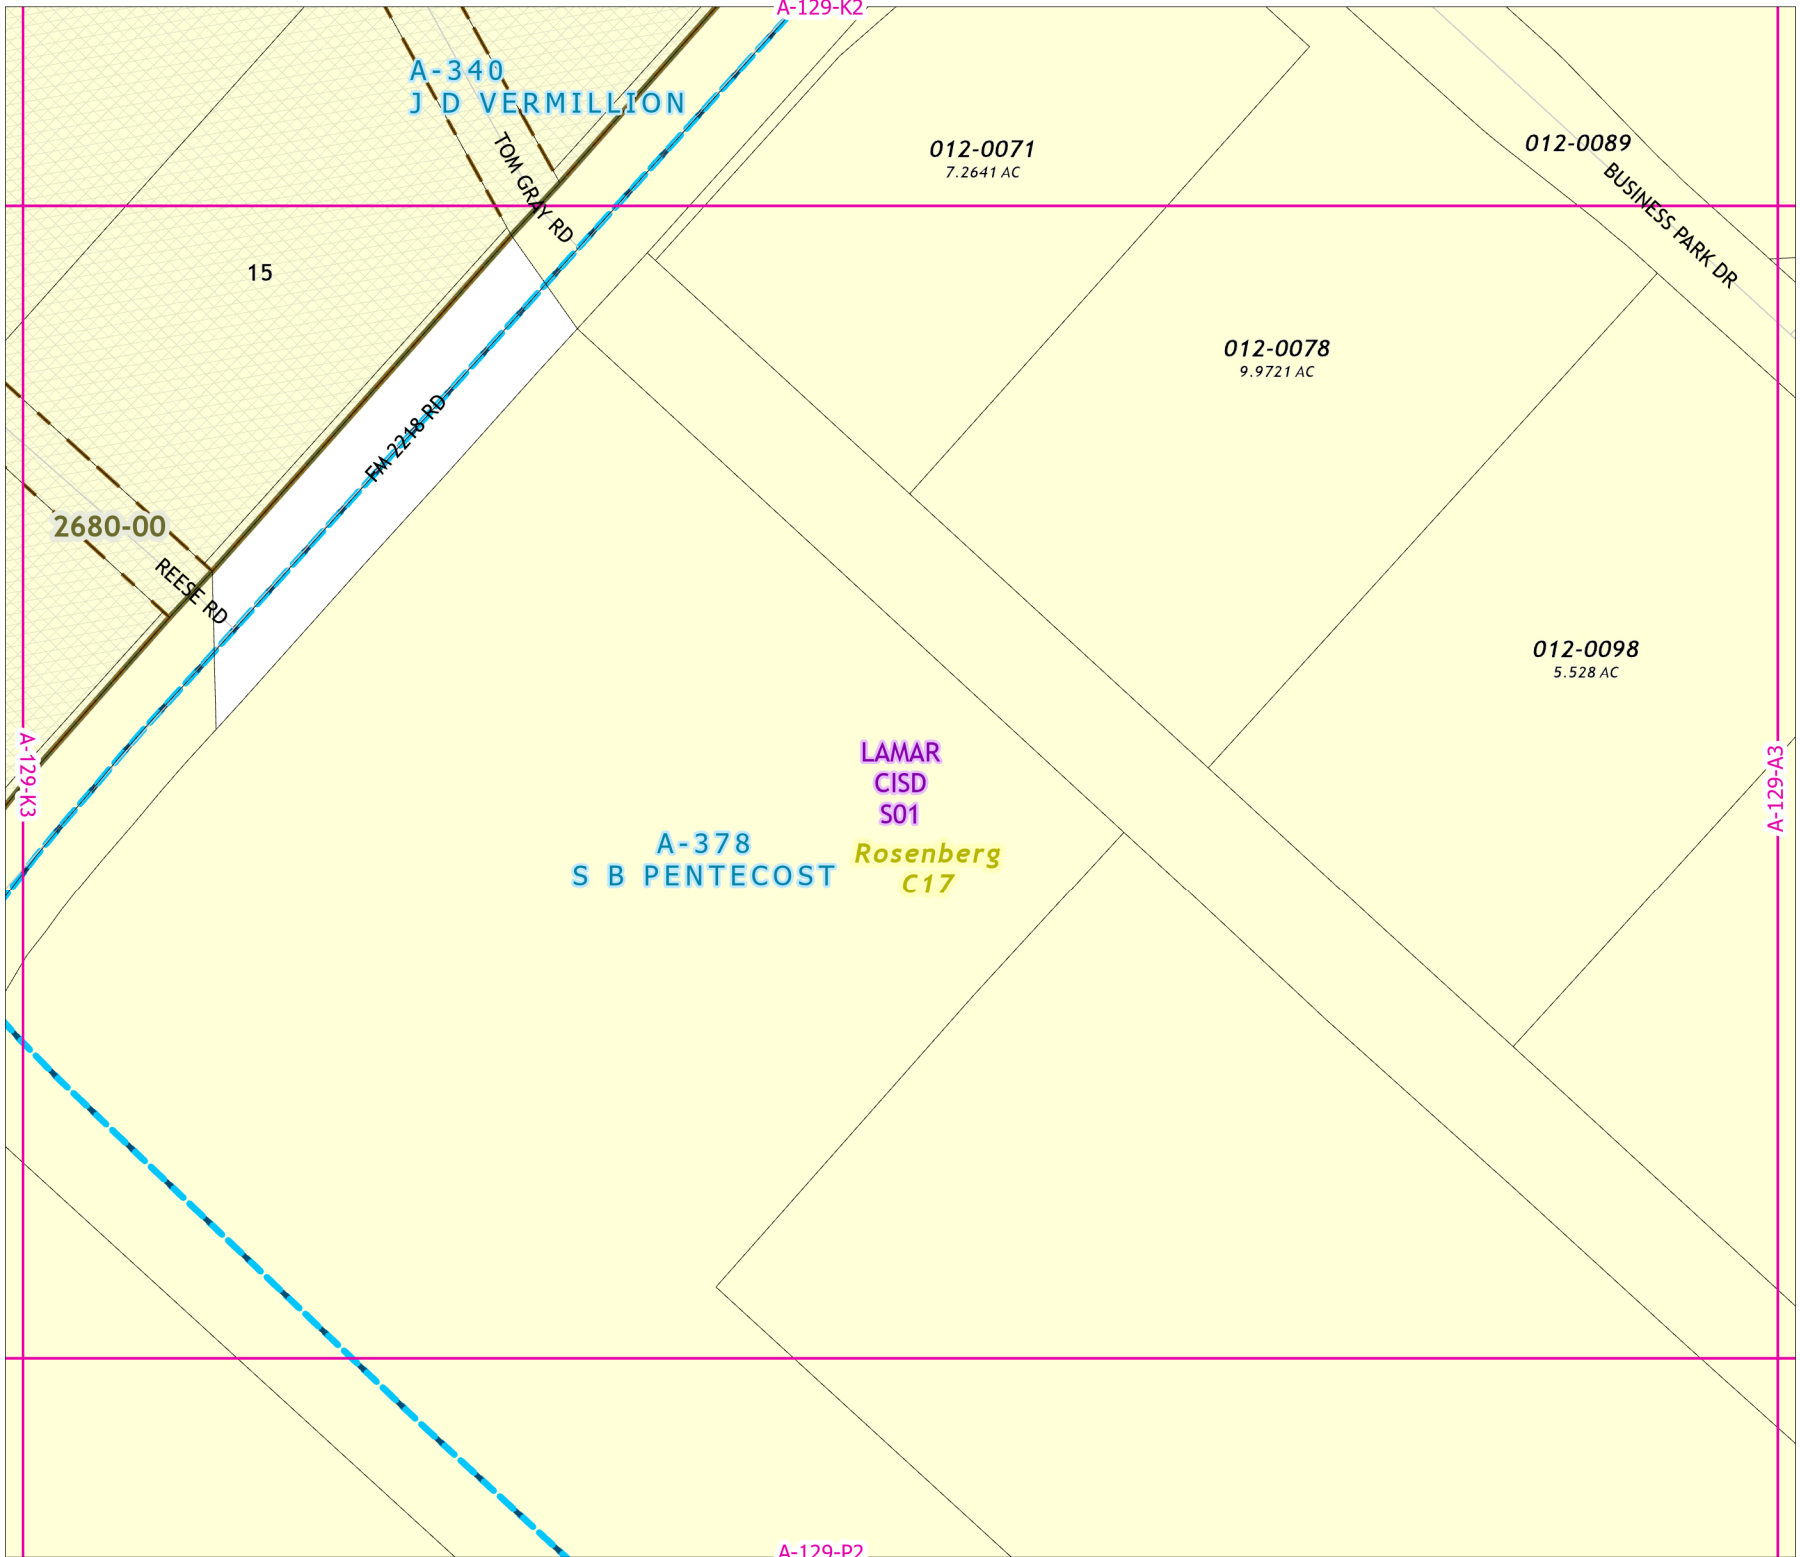 A-129-K2
A-340
J D VERMILLION
TOM GRAY RD
012-0071
7.2641 AC
012-0089
BUSINESS PARK DR
15
012-0078
9.9721 AC
FM 2218 RD
2680-00
REESE RD
012-0098
5.528 AC
A-129-K3
LAMAR
CISD
S01
A-129-A3
A-378
S B PENTECOST
Rosenberg
C17
A-129-P2